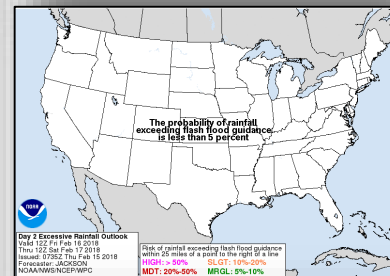 The probability of rainfall
exceeding flash flood guidance
is less than 5 percent
noaa
Day 2 Excessive Rainfall Outlook
Valid 12Z Fri Feb 16 2018
Thru 12Z Sat Feb 17 2018
Issued: 0735Z Thu Feb 15 2018
Forecaster: JACKSON
NOAA/NWS/NCEP/WPC
Risk of rainfall exceeding flash flood guidance
within 25 miles of a point to the right of a line
HIGH: > 50% SLGT: 10%-20%
MDT: 20%-50% MRGL: 5%-10%